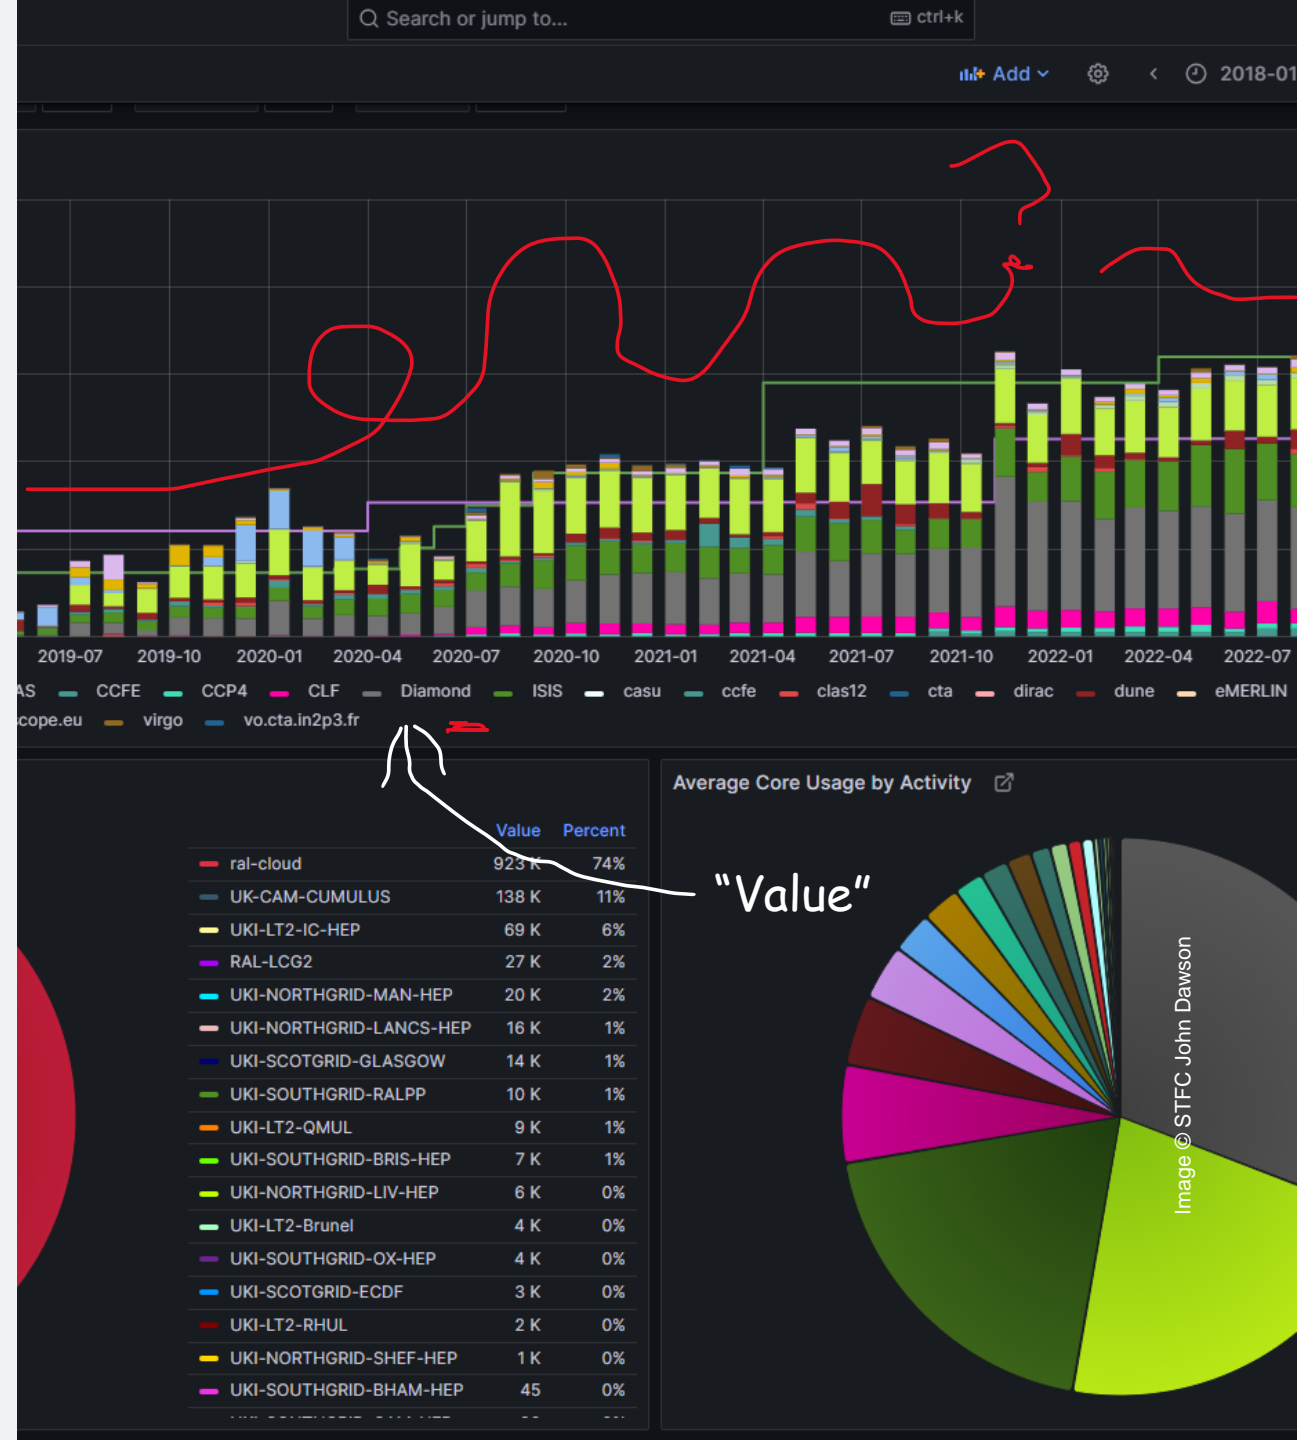 Search or jump to... ctrl+k
Add 2018-01
2019-07 2019-10 2020-01 2020-04 2020-07 2020-10 2021-01 2021-04 2021-07 2021-10 2022-01 2022-04 2022-07
AS CCFE CCP4 CLF Diamond ISIS casu ccfe clas12 cta dirac dune eMERLIN
cope.eu virgo vo.cta.in2p3.fr
Value Percent
ral-cloud 923 K 74%
UK-CAM-CUMULUS 138 K 11%
UKI-LT2-IC-HEP 69 K 6%
RAL-LCG2 27 K 2%
UKI-NORTHGRID-MAN-HEP 20 K 2%
UKI-NORTHGRID-LANCS-HEP 16 K 1%
UKI-SCOTGRID-GLASGOW 14 K 1%
UKI-SOUTHGRID-RALPP 10 K 1%
UKI-LT2-QMUL 9 K 1%
UKI-SOUTHGRID-BRIS-HEP 7 K 1%
UKI-NORTHGRID-LIV-HEP 6 K 0%
UKI-LT2-Brunel 4 K 0%
UKI-SOUTHGRID-OX-HEP 4 K 0%
UKI-SCOTGRID-ECDF 3 K 0%
UKI-LT2-RHUL 2 K 0%
UKI-NORTHGRID-SHEF-HEP 1 K 0%
UKI-SOUTHGRID-BHAM-HEP 45 0%
Average Core Usage by Activity
“Value”
Image © STFC John Dawson